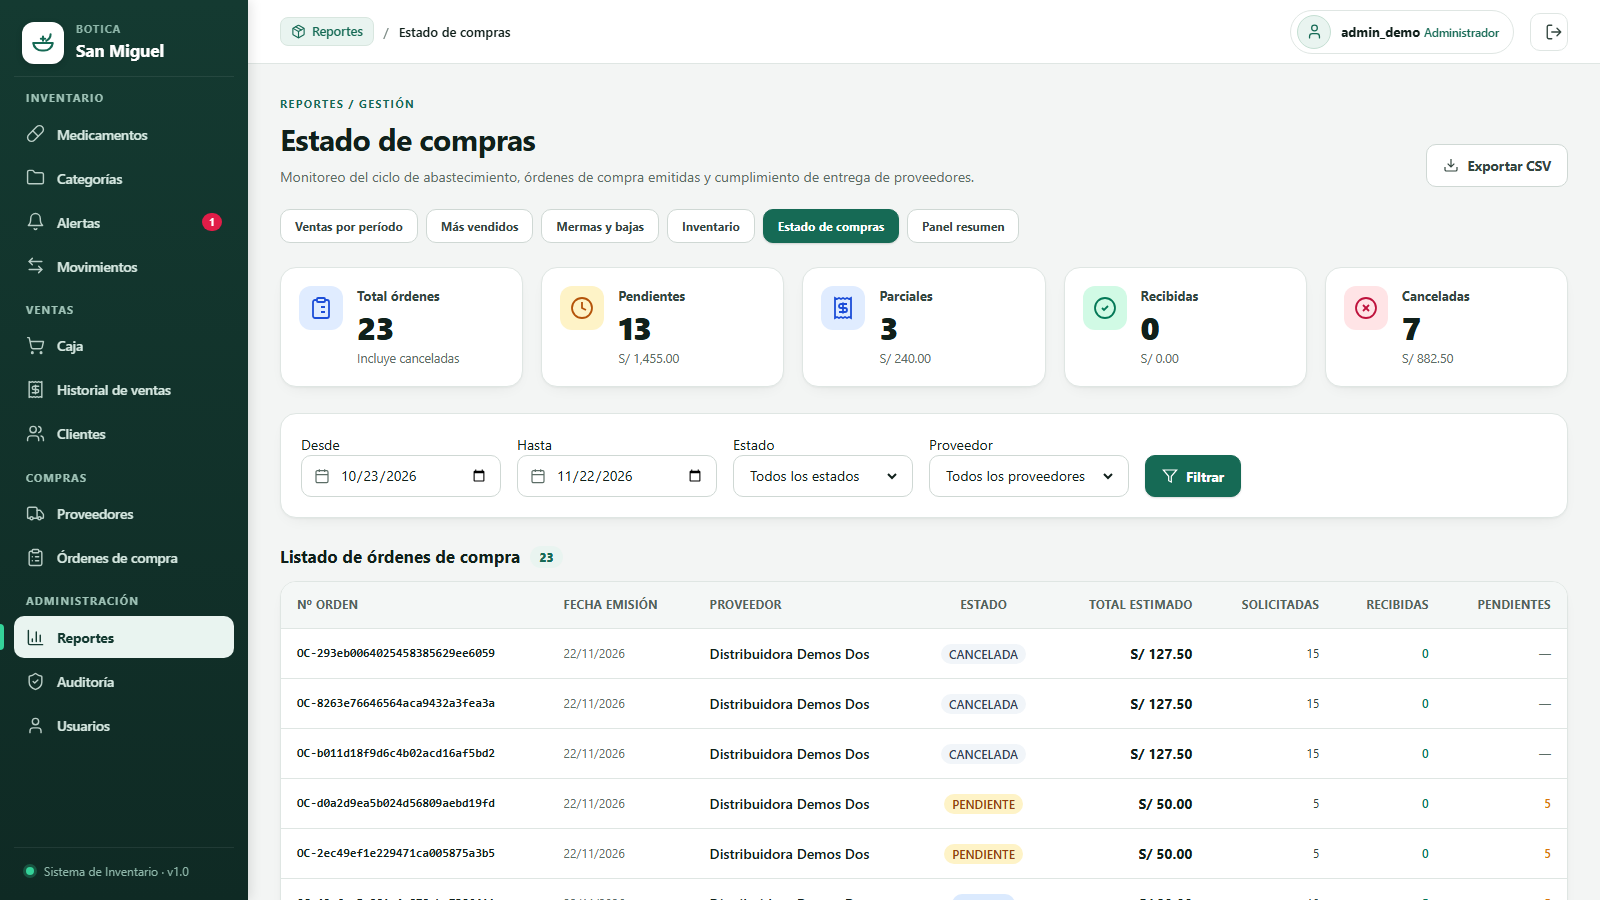 BOTICA
San Miguel
INVENTARIO
Medicamentos
Categorías
Alertas 1
Movimientos
VENTAS
Caja
Historial de ventas
Clientes
COMPRAS
Proveedores
Órdenes de compra
ADMINISTRACIÓN
Reportes
Auditoría
Usuarios
Sistema de Inventario · v1.0
Reportes / Estado de compras
admin_demo Administrador
REPORTES / GESTIÓN
Estado de compras
Monitoreo del ciclo de abastecimiento, órdenes de compra emitidas y cumplimiento de entrega de proveedores.
Exportar CSV
Ventas por período Más vendidos Mermas y bajas Inventario Estado de compras Panel resumen
Total órdenes
23
Incluye canceladas
Pendientes
13
S/ 1,455.00
Parciales
3
S/ 240.00
Recibidas
0
S/ 0.00
Canceladas
7
S/ 882.50
Desde Hasta Estado Proveedor
10/23/2026 11/22/2026 Todos los estados Todos los proveedores Filtrar
Listado de órdenes de compra 23
Nº ORDEN FECHA EMISIÓN PROVEEDOR ESTADO TOTAL ESTIMADO SOLICITADAS RECIBIDAS PENDIENTES
OC-293eb0064025458385629ee6059 22/11/2026 Distribuidora Demos Dos CANCELADA S/ 127.50 15 0 —
OC-8263e76646564aca9432a3fea3a 22/11/2026 Distribuidora Demos Dos CANCELADA S/ 127.50 15 0 —
OC-b011d18f9d6c4b02acd16af5bd2 22/11/2026 Distribuidora Demos Dos CANCELADA S/ 127.50 15 0 —
OC-d0a2d9ea5b024d56809aebd19fd 22/11/2026 Distribuidora Demos Dos PENDIENTE S/ 50.00 5 0 5
OC-2ec49ef1e229471ca005875a3b5 22/11/2026 Distribuidora Demos Dos PENDIENTE S/ 50.00 5 0 5